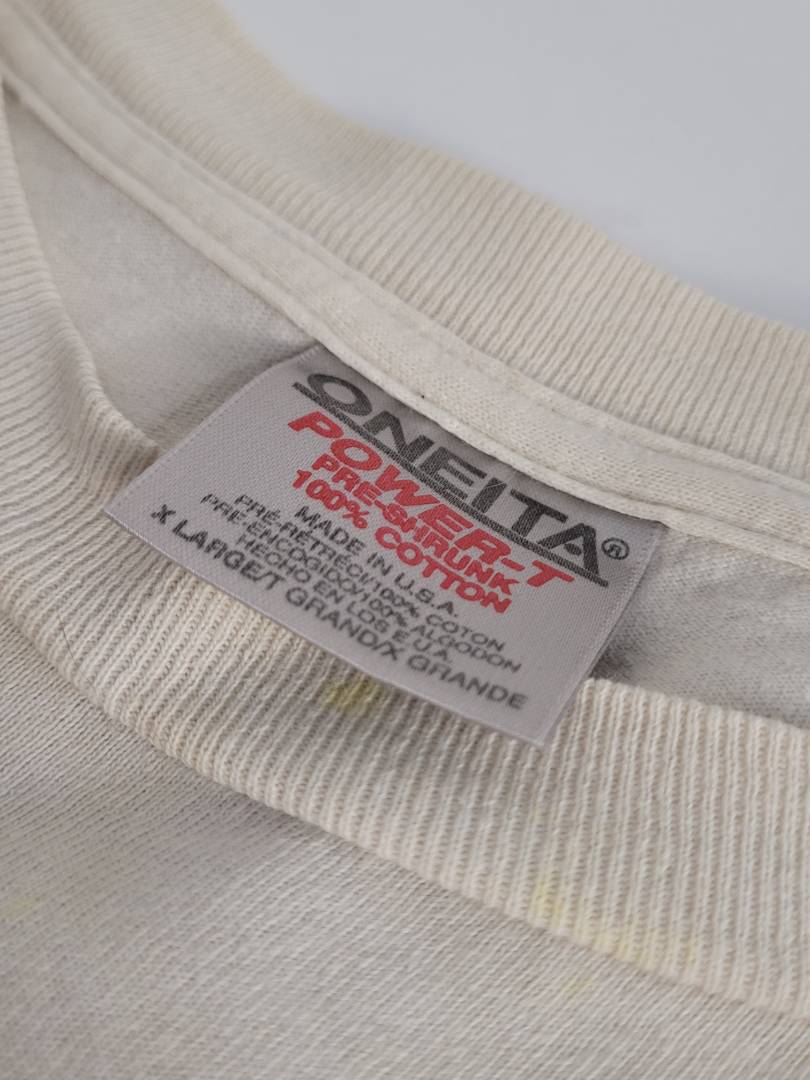 ONEITA®
POWER-T
PRE-SHRUNK
100% COTTON
MADE IN U.S.A.
PRÉ-RÉTRÉCI/100% COTON
PRE-ENCOGIDO/100% ALGODON
HECHO EN LOS E.U.A.
X LARGE/T GRAND/X GRANDE